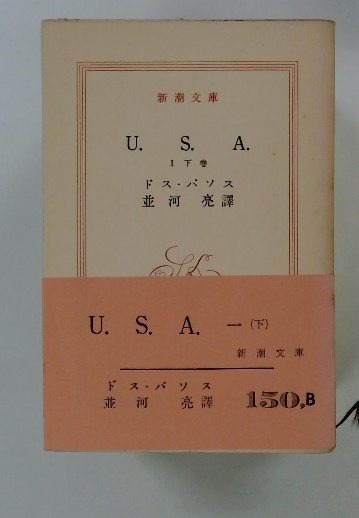 新潮文庫
U. S. A.
I 下巻
ドス・パソス
並河 亮譯
U. S. A. 一 (下)
新潮文庫
ドス・パソス
並河 亮譯
150.B